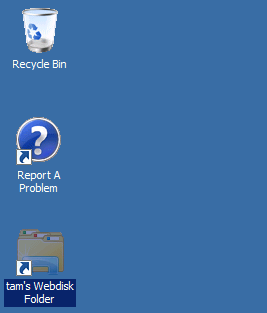 Recycle Bin
Report A
Problem
tam's Webdisk
Folder